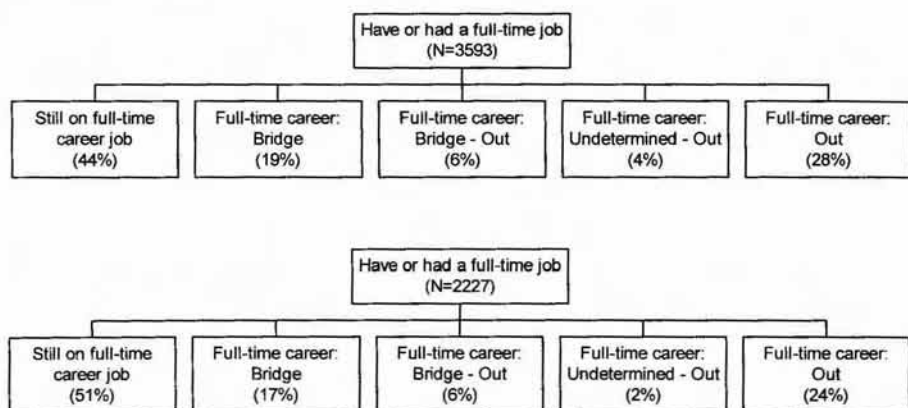 Have or had a full-time job
(N=3593)
Still on full-time
career job
(44%)
Full-time career:
Bridge
(19%)
Full-time career:
Bridge - Out
(6%)
Full-time career:
Undetermined - Out
(4%)
Full-time career:
Out
(28%)
Have or had a full-time job
(N=2227)
Still on full-time
career job
(51%)
Full-time career:
Bridge
(17%)
Full-time career:
Bridge - Out
(6%)
Full-time career:
Undetermined - Out
(2%)
Full-time career:
Out
(24%)